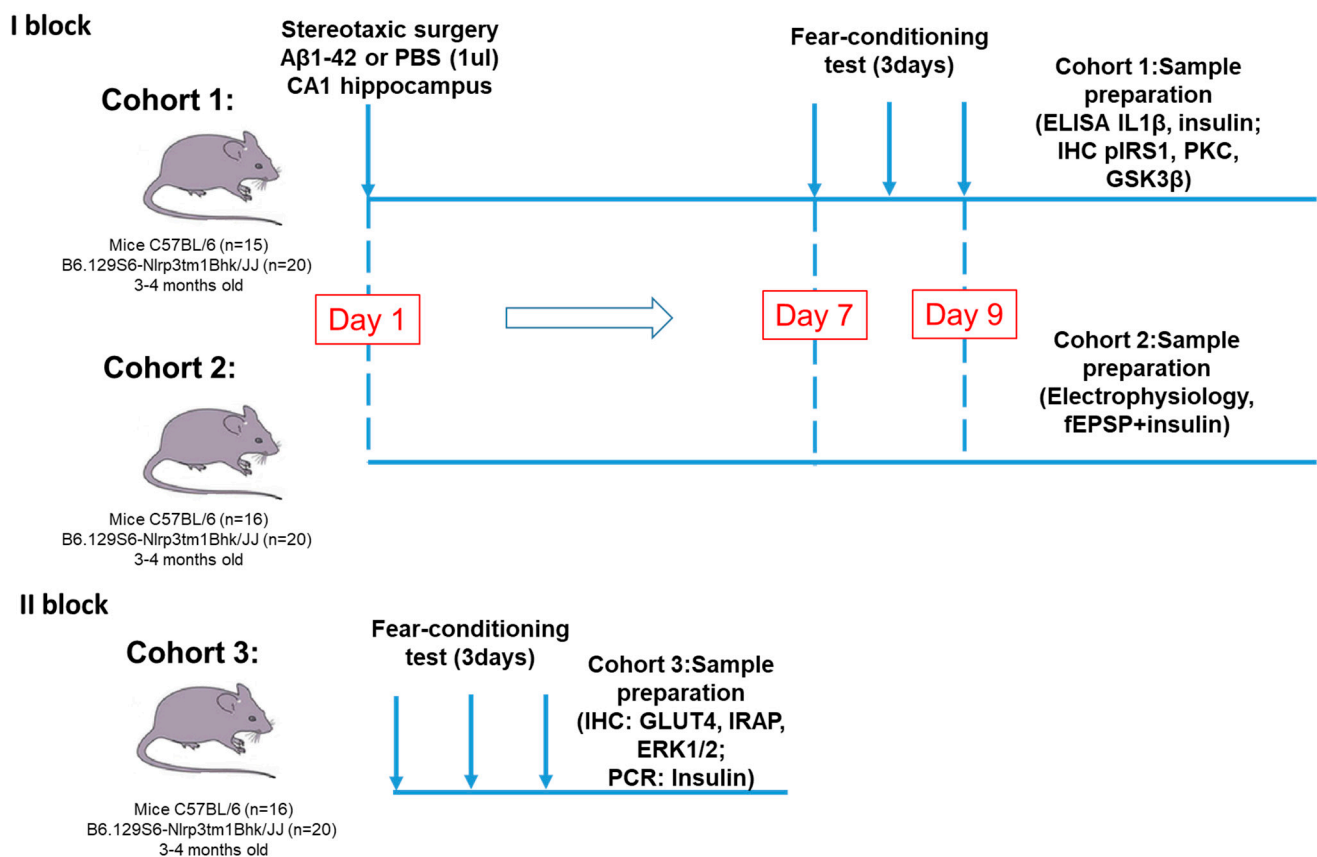 I block
Stereotaxic surgery
Aβ1-42 or PBS (1ul)
CA1 hippocampus
Fear-conditioning
test (3days)
Cohort 1:Sample
preparation
(ELISA IL1β, insulin;
IHC pIRS1, PKC,
GSK3β)
Cohort 1:
Mice C57BL/6 (n=15)
B6.129S6-Nlrp3tm1Bhk/JJ (n=20)
3-4 months old
Day 1
Day 7
Day 9
Cohort 2:
Mice C57BL/6 (n=16)
B6.129S6-Nlrp3tm1Bhk/JJ (n=20)
3-4 months old
Cohort 2:Sample
preparation
(Electrophysiology,
fEPSP+insulin)
II block
Cohort 3:
Mice C57BL/6 (n=16)
B6.129S6-Nlrp3tm1Bhk/JJ (n=20)
3-4 months old
Fear-conditioning
test (3days)
Cohort 3:Sample
preparation
(IHC: GLUT4, IRAP,
ERK1/2;
PCR: Insulin)